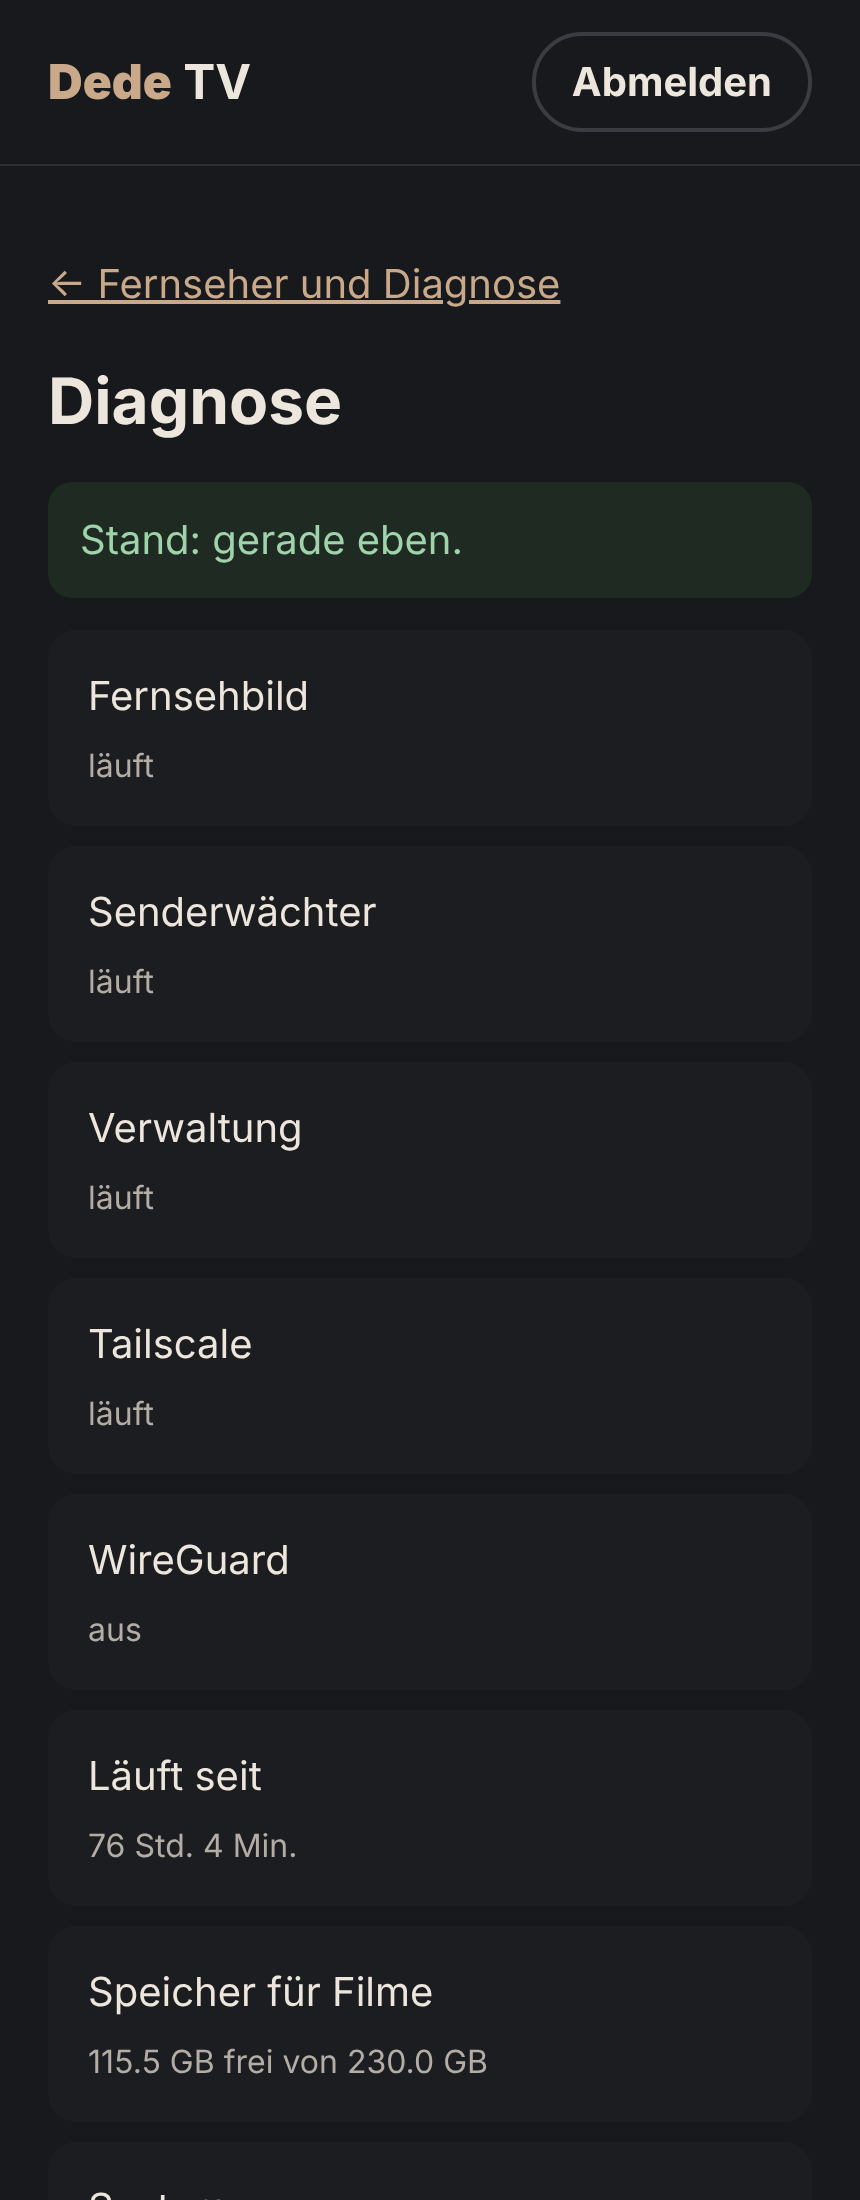 Dede TV
Abmelden
← Fernseher und Diagnose
Diagnose
Stand: gerade eben.
Fernsehbild
läuft
Senderwächter
läuft
Verwaltung
läuft
Tailscale
läuft
WireGuard
aus
Läuft seit
76 Std. 4 Min.
Speicher für Filme
115.5 GB frei von 230.0 GB